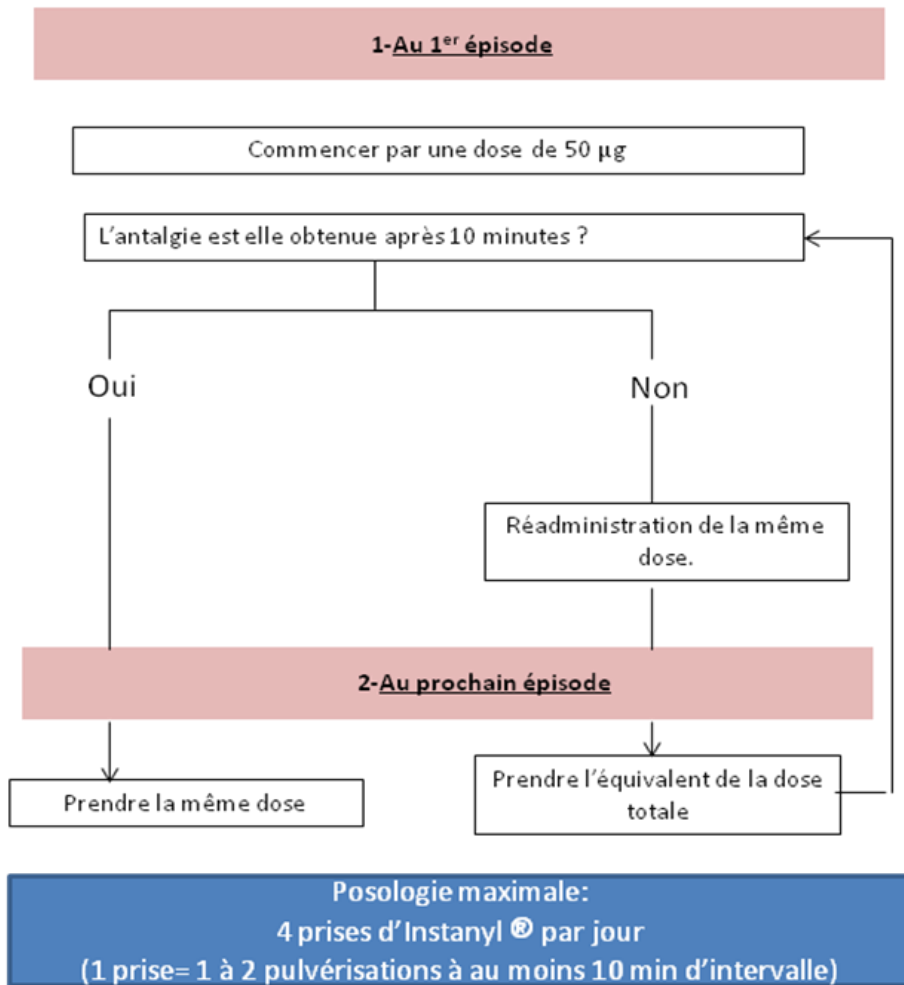 1-Au 1er épisode
Commencer par une dose de 50 µg
L'antalgie est elle obtenue après 10 minutes ?
Oui
Non
Réadministration de la même
dose.
2-Au prochain épisode
Prendre la même dose
Prendre l'équivalent de la dose
totale
Posologie maximale:
4 prises d'Instanyl ® par jour
(1 prise= 1 à 2 pulvérisations à au moins 10 min d'intervalle)